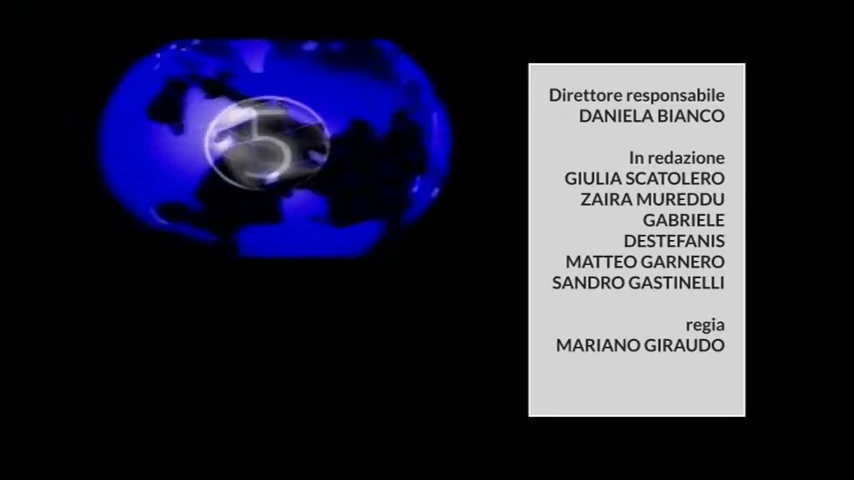 Direttore responsabile
DANIELA BIANCO
In redazione
GIULIA SCATOLERO
ZAIRA MUREDDU
GABRIELE
DESTEFANIS
MATTEO GARNERO
SANDRO GASTINELLI
regia
MARIANO GIRAUDO